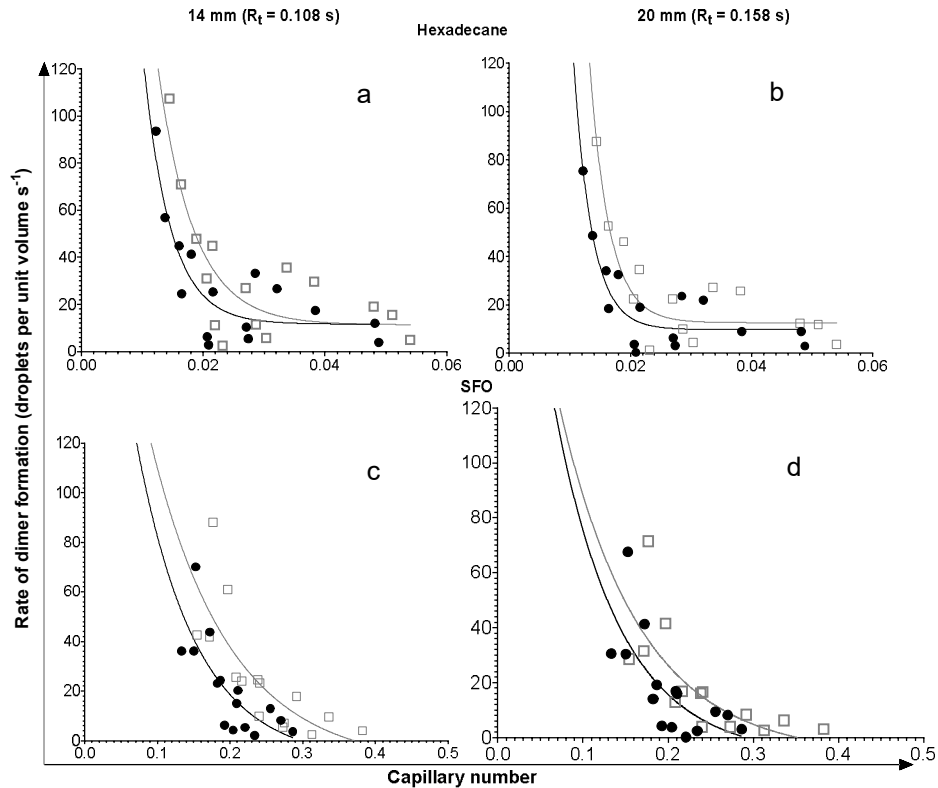 14 mm (Rt = 0.108 s)
20 mm (Rt = 0.158 s)
Hexadecane
a
120
100
80
60
40
20
0
0.00 0.02 0.04 0.06
b
120
100
80
60
40
20
0
0.00 0.02 0.04 0.06
SFO
c
120
100
80
60
40
20
0
0.0 0.1 0.2 0.3 0.4 0.5
d
120
100
80
60
40
20
0
0.0 0.1 0.2 0.3 0.4 0.5
Rate of dimer formation (droplets per unit volume s-1)
Capillary number